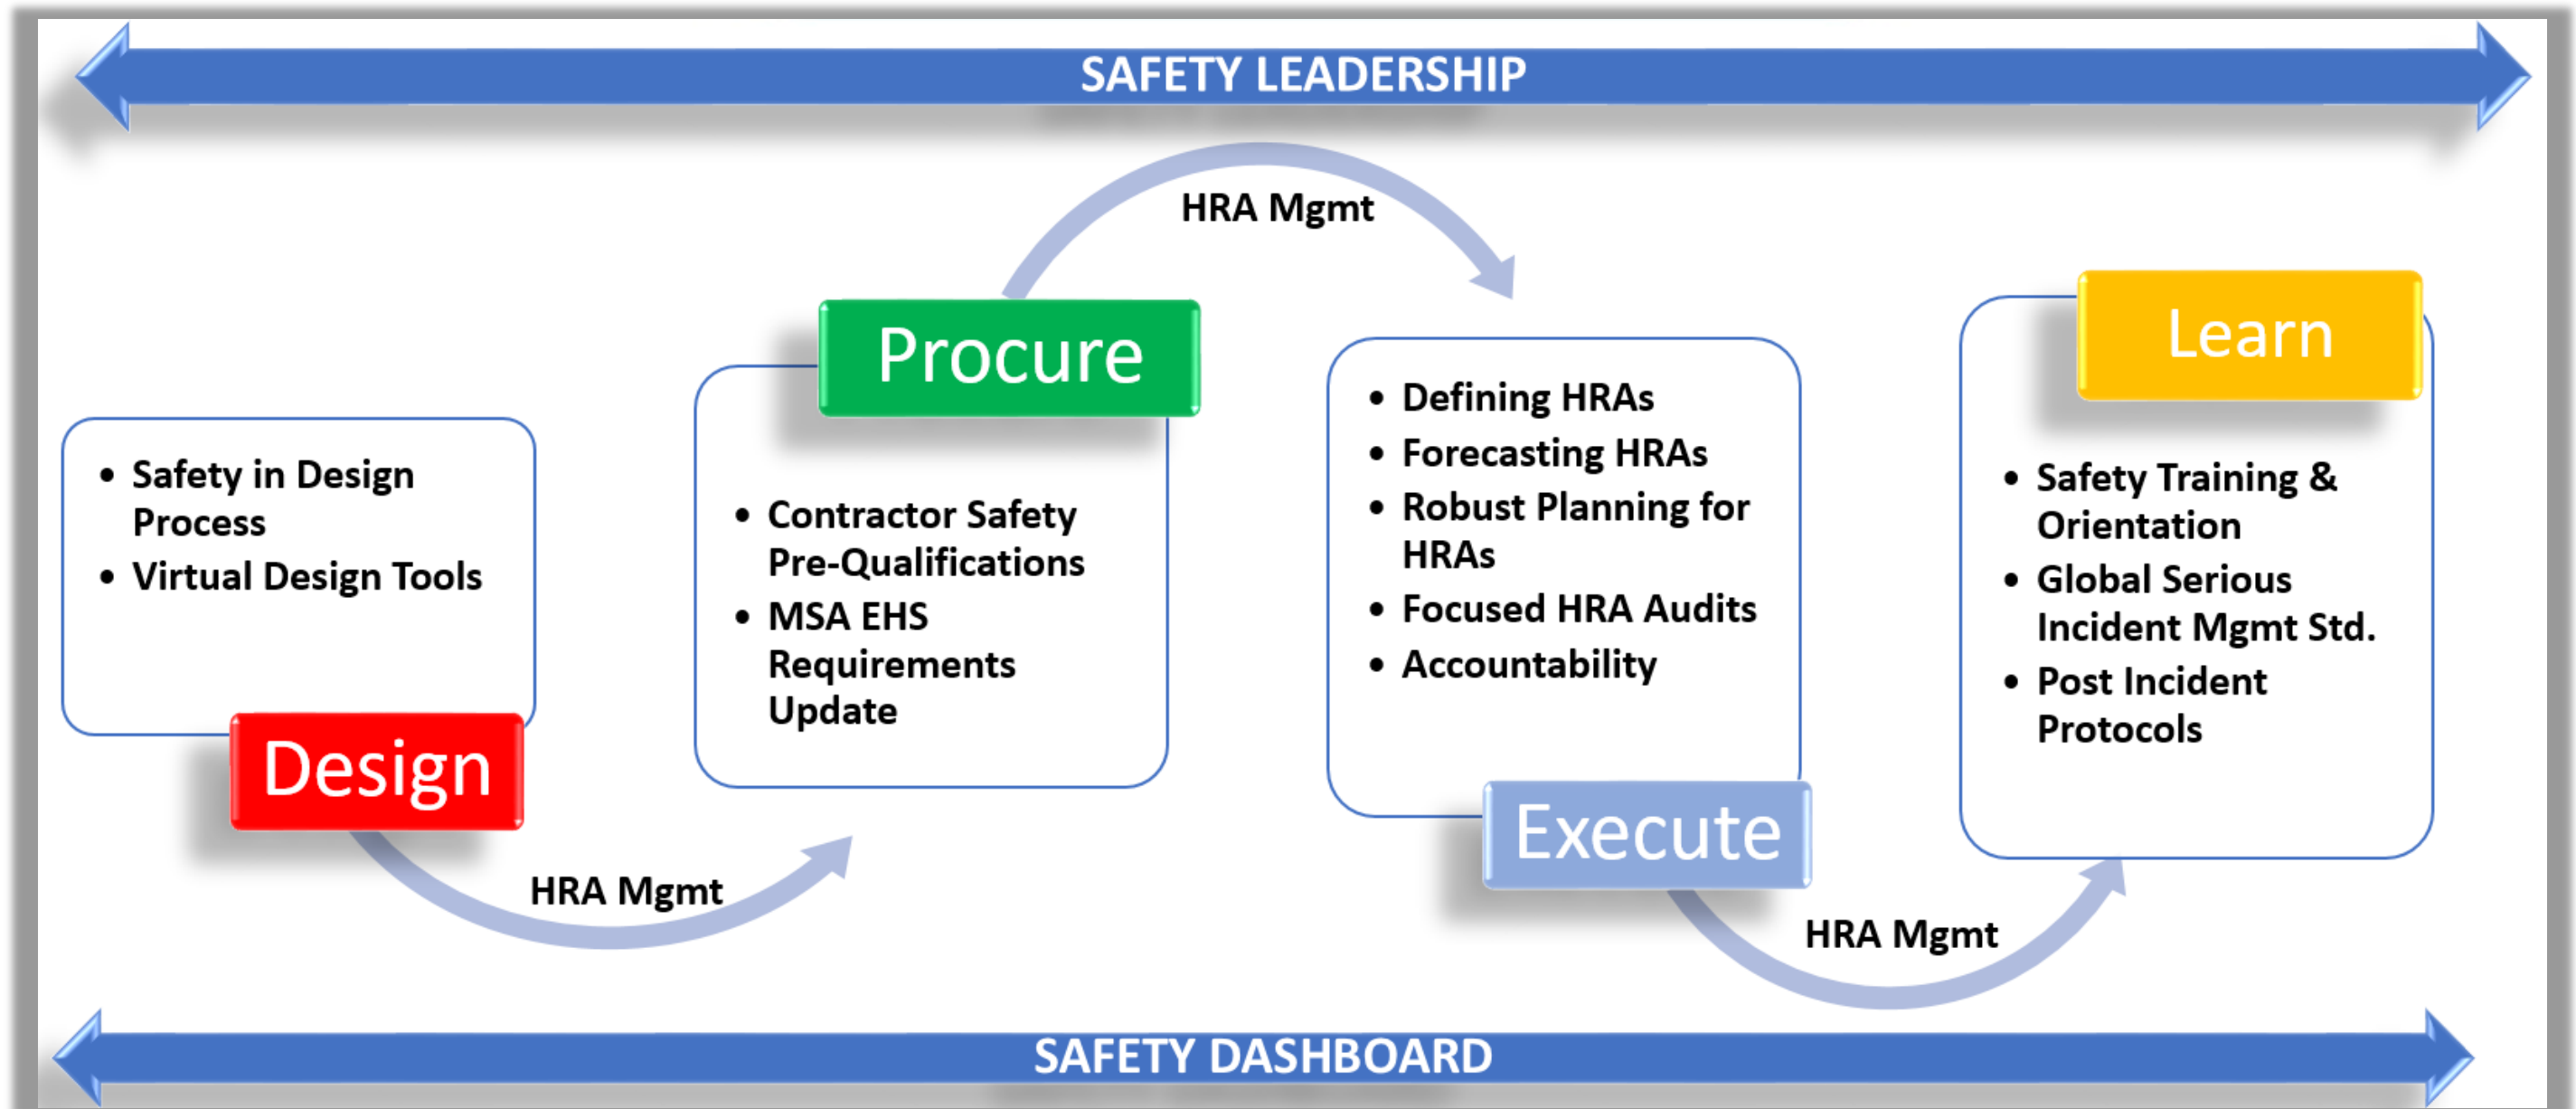 SAFETY LEADERSHIP
HRA Mgmt
• Safety in Design
Process
• Virtual Design Tools
Design
HRA Mgmt
Procure
• Contractor Safety
Pre-Qualifications
• MSA EHS
Requirements
Update
• Defining HRAs
• Forecasting HRAs
• Robust Planning for
HRAs
• Focused HRA Audits
• Accountability
Execute
HRA Mgmt
Learn
• Safety Training &
Orientation
• Global Serious
Incident Mgmt Std.
• Post Incident
Protocols
SAFETY DASHBOARD